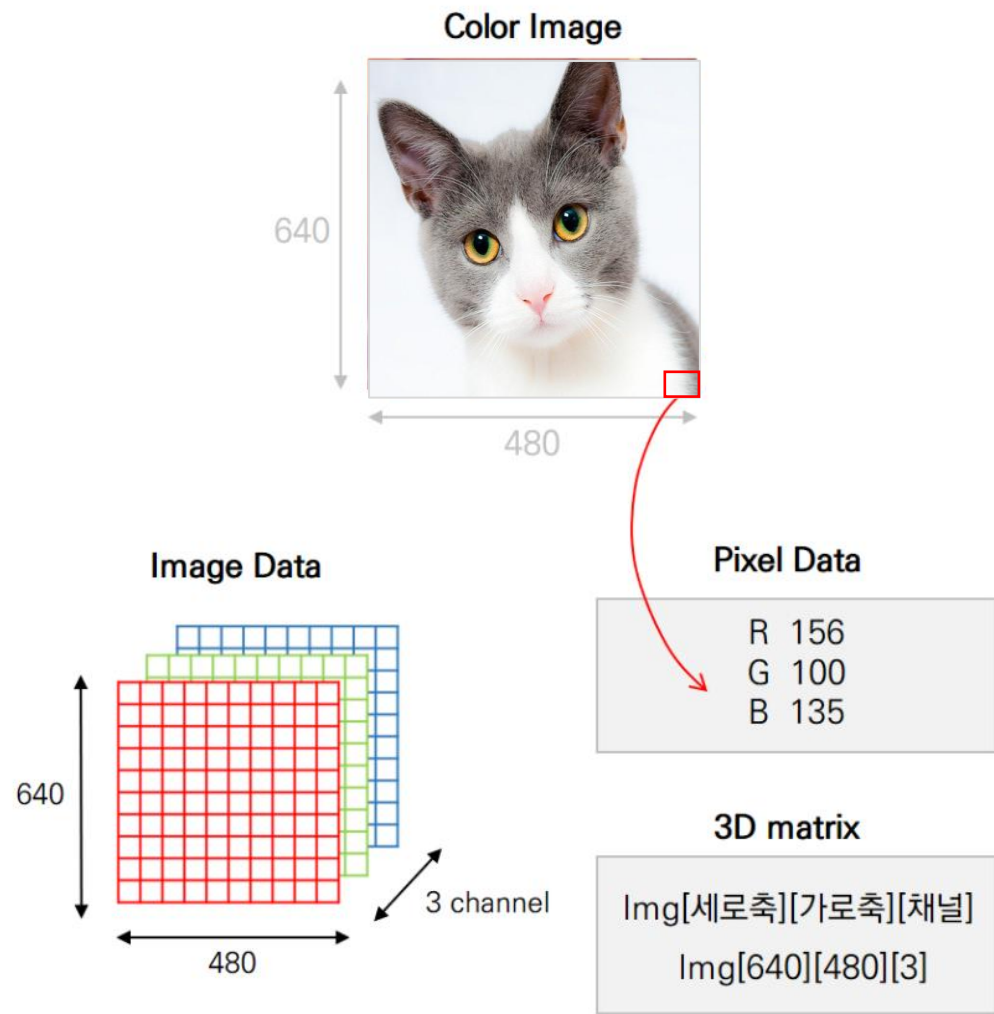 Color Image
640
480
Image Data
640
480
3 channel
Pixel Data
R 156
G 100
B 135
3D matrix
Img[세로축][가로축][채널]
Img[640][480][3]